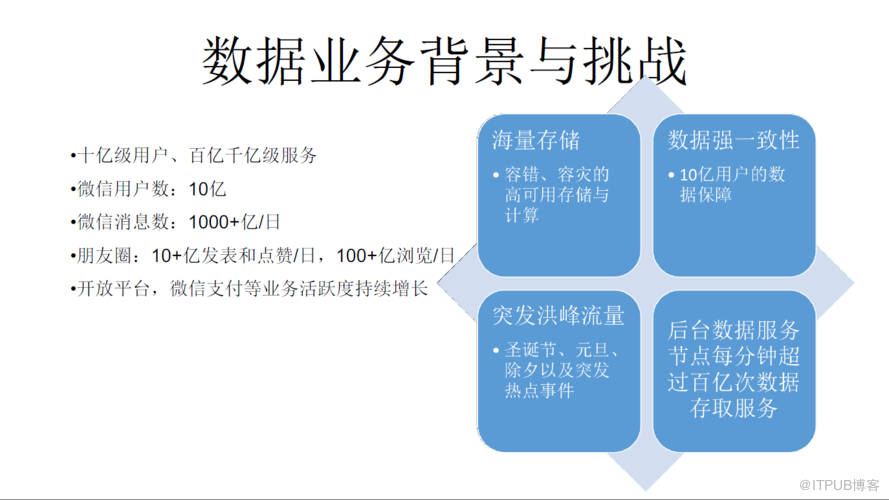 数据业务背景与挑战
•十亿级用户、百亿千亿级服务
•微信用户数：10亿
•微信消息数：1000+亿/日
•朋友圈：10+亿发表和点赞/日，100+亿浏览/日
•开放平台，微信支付等业务活跃度持续增长
海量存储
• 容错、容灾的
高可用存储与
计算
数据强一致性
• 10亿用户的数
据保障
突发洪峰流量
• 圣诞节、元旦、
除夕以及突发
热点事件
后台数据服务
节点每分钟超
过百亿次数据
存取服务
@ITPUB博客